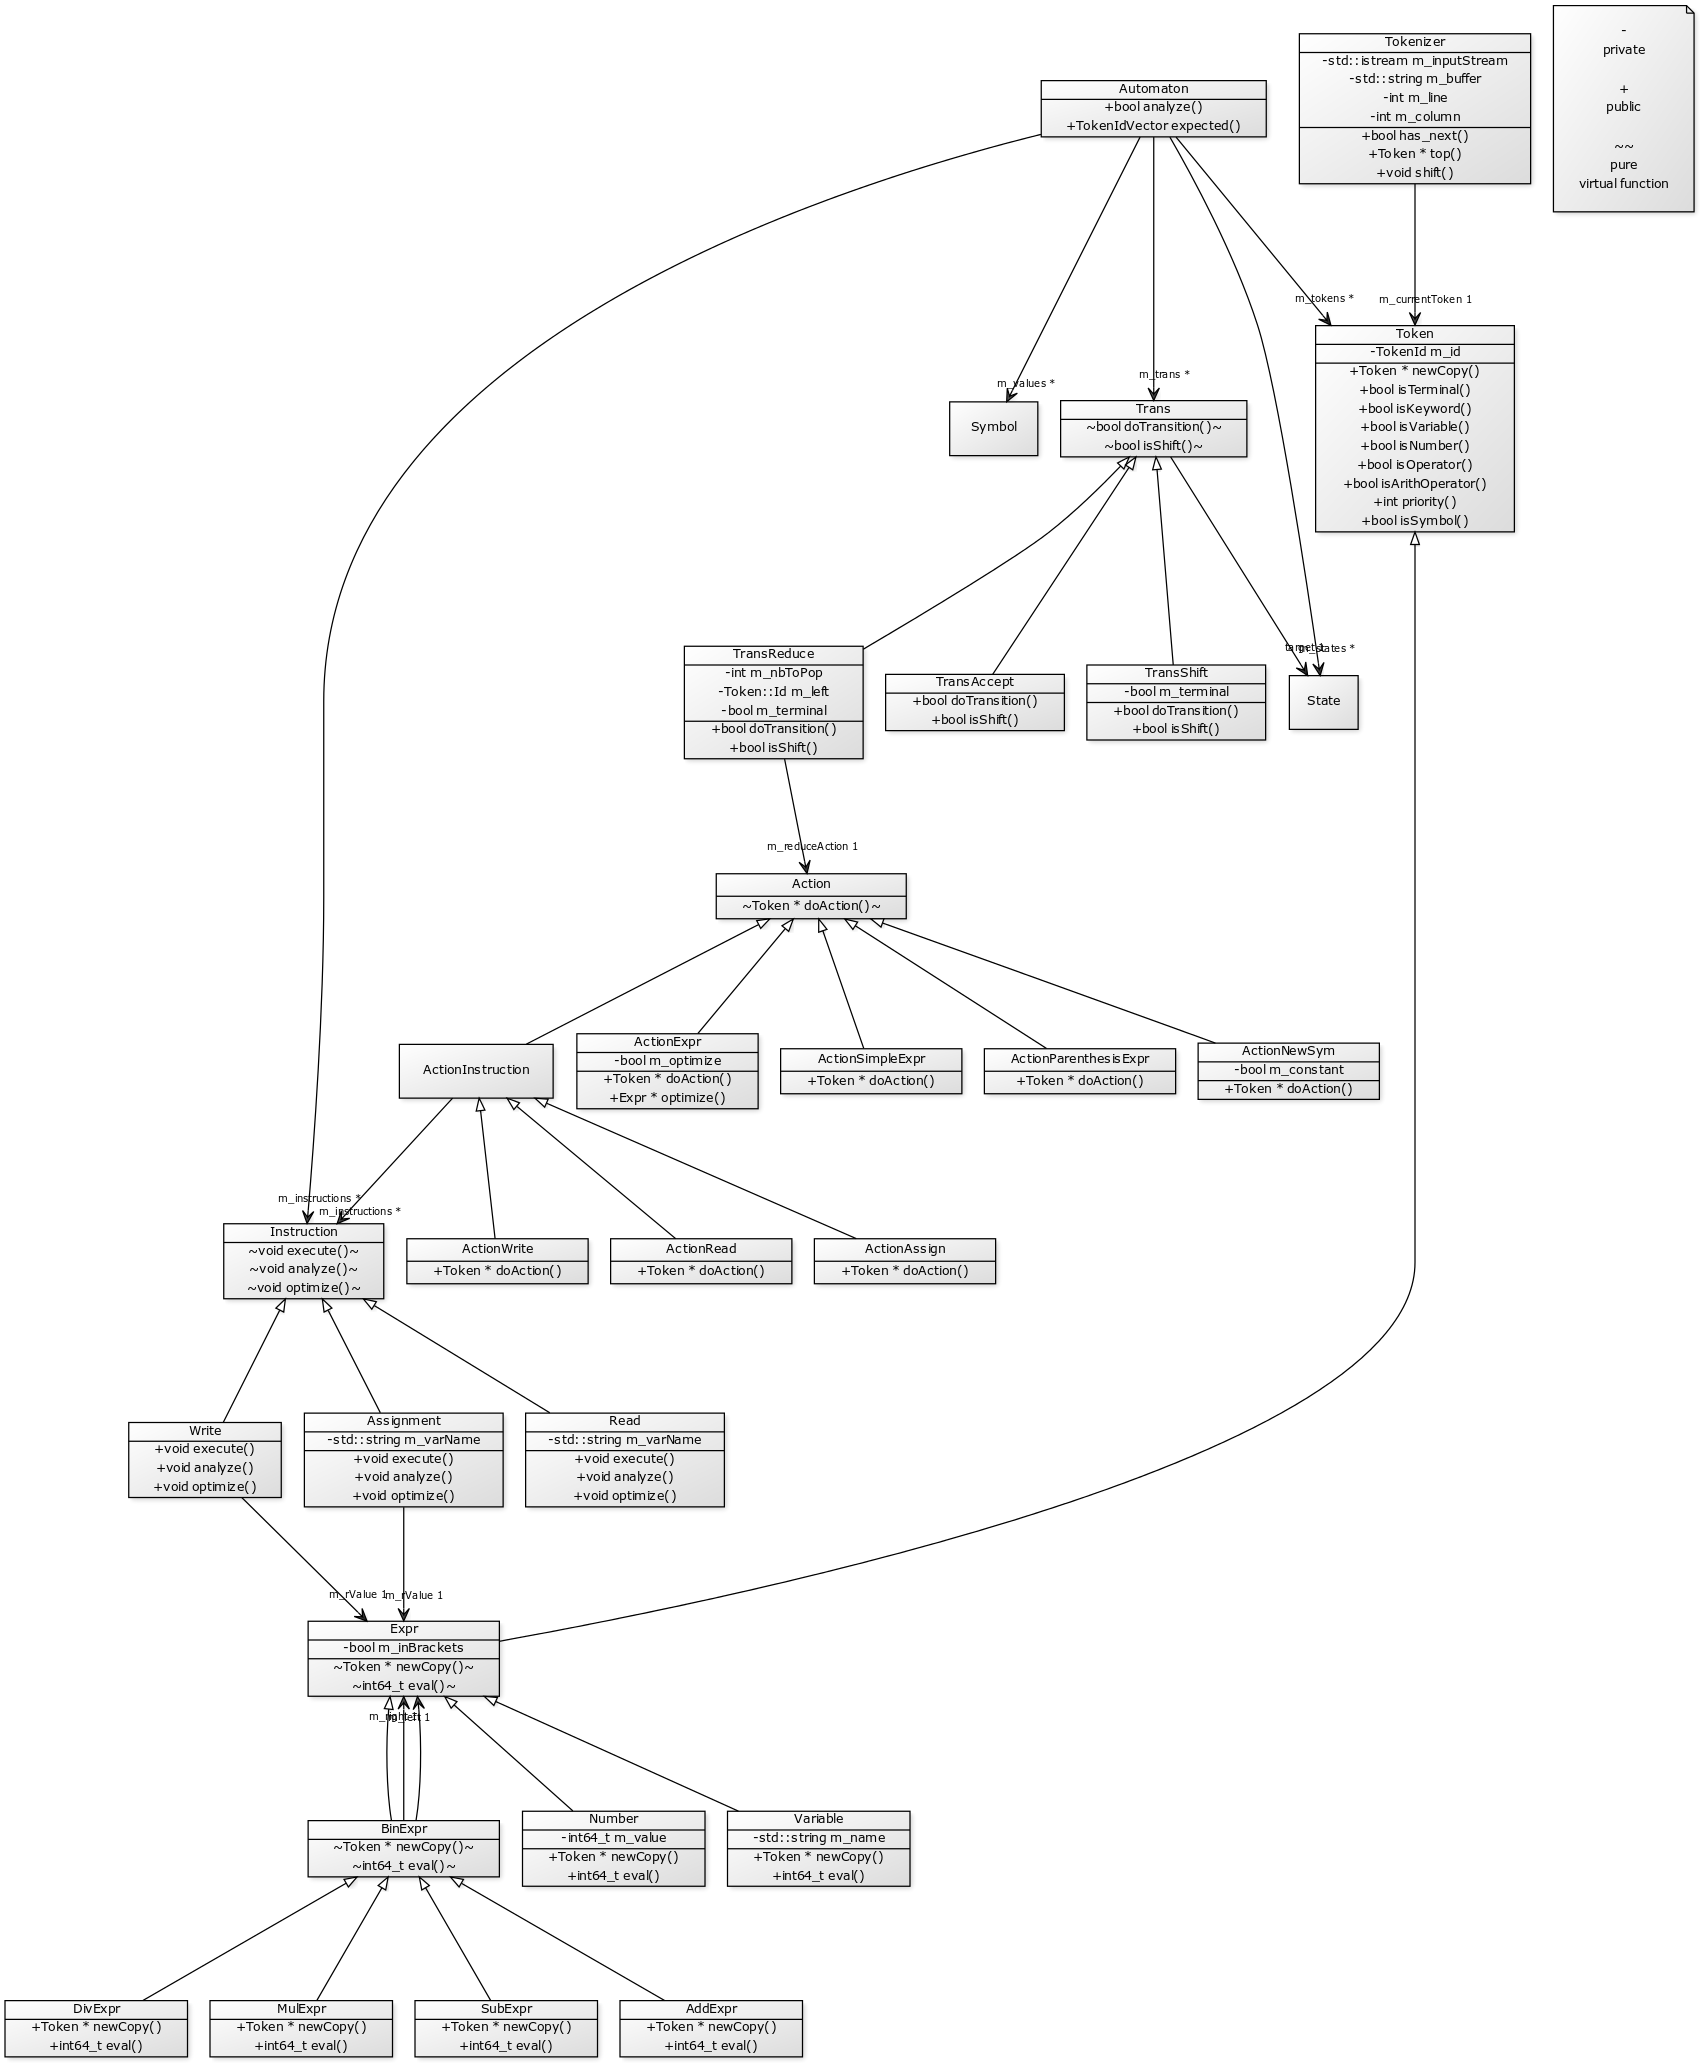 Tokenizer
-std::istream m_inputStream
-std::string m_buffer
-int m_line
-int m_column
+bool has_next()
+Token * top()
+void shift()
-
private
+
public
~~
pure
virtual function
Automaton
+bool analyze()
+TokenIdVector expected()
m_tokens *
m_currentToken 1
Token
-TokenId m_id
+Token * newCopy()
+bool isTerminal()
+bool isKeyword()
+bool isVariable()
+bool isNumber()
+bool isOperator()
+bool isArithOperator()
+int priority()
+bool isSymbol()
m_values *
m_trans *
Symbol
Trans
~bool doTransition()~
~bool isShift()~
target 1
m_states *
TransReduce
-int m_nbToPop
-Token::Id m_left
-bool m_terminal
+bool doTransition()
+bool isShift()
TransAccept
+bool doTransition()
+bool isShift()
TransShift
-bool m_terminal
+bool doTransition()
+bool isShift()
State
m_reduceAction 1
Action
~Token * doAction()~
ActionInstruction
ActionExpr
-bool m_optimize
+Token * doAction()
+Expr * optimize()
ActionSimpleExpr
+Token * doAction()
ActionParenthesisExpr
+Token * doAction()
ActionNewSym
-bool m_constant
+Token * doAction()
m_instructions *
m_instructions *
Instruction
~void execute()~
~void analyze()~
~void optimize()~
ActionWrite
+Token * doAction()
ActionRead
+Token * doAction()
ActionAssign
+Token * doAction()
Write
+void execute()
+void analyze()
+void optimize()
Assignment
-std::string m_varName
+void execute()
+void analyze()
+void optimize()
Read
-std::string m_varName
+void execute()
+void analyze()
+void optimize()
m_rValue 1
m_rValue 1
Expr
-bool m_inBrackets
~Token * newCopy()~
~int64_t eval()~
m_right 1
m_left 1
BinExpr
~Token * newCopy()~
~int64_t eval()~
Number
-int64_t m_value
+Token * newCopy()
+int64_t eval()
Variable
-std::string m_name
+Token * newCopy()
+int64_t eval()
DivExpr
+Token * newCopy()
+int64_t eval()
MulExpr
+Token * newCopy()
+int64_t eval()
SubExpr
+Token * newCopy()
+int64_t eval()
AddExpr
+Token * newCopy()
+int64_t eval()